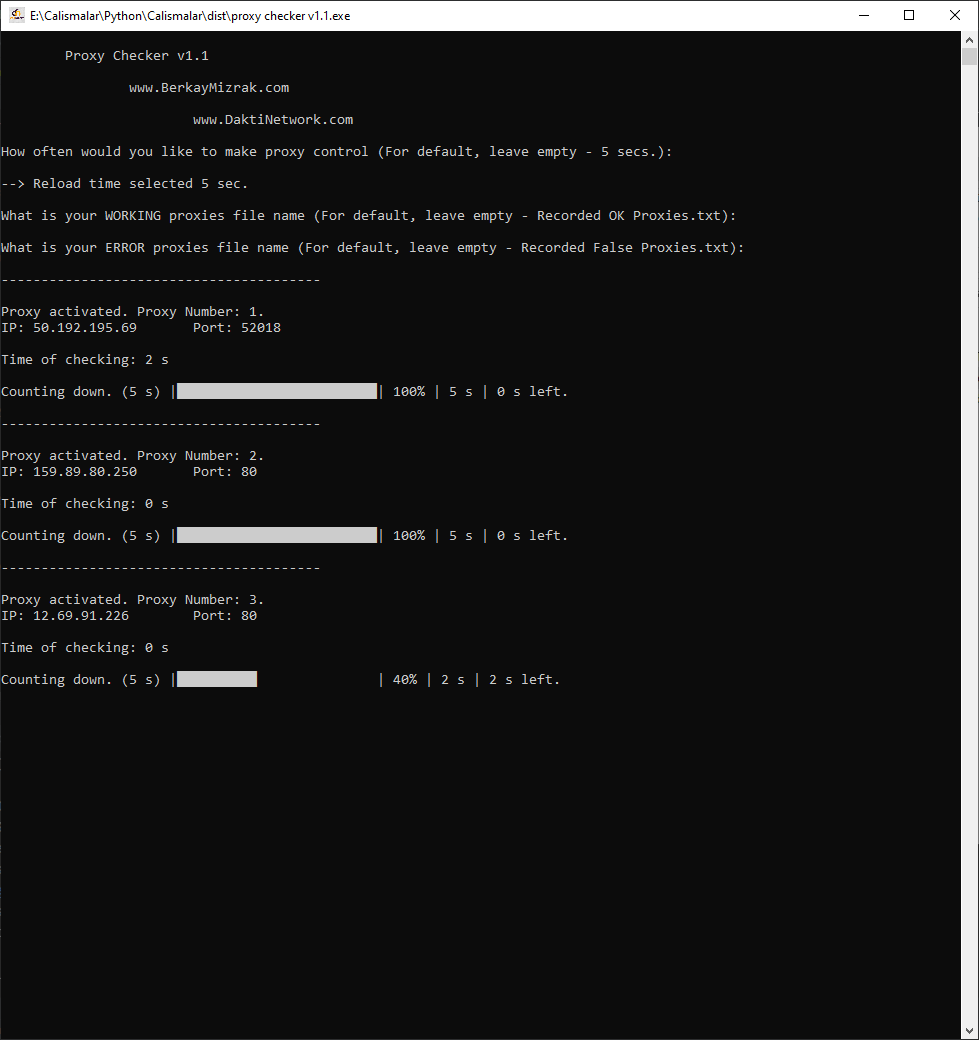 E:\Calismalar\Python\Calismalar\dist\proxy checker v1.1.exe
Proxy Checker v1.1
www.BerkayMizrak.com
www.DaktiNetwork.com
How often would you like to make proxy control (For default, leave empty - 5 secs.):
--> Reload time selected 5 sec.
What is your WORKING proxies file name (For default, leave empty - Recorded OK Proxies.txt):
What is your ERROR proxies file name (For default, leave empty - Recorded False Proxies.txt):
----------------------------------------
Proxy activated. Proxy Number: 1.
IP: 50.192.195.69       Port: 52018
Time of checking: 2 s
Counting down. (5 s) |█████████████████████████| 100% | 5 s | 0 s left.
----------------------------------------
Proxy activated. Proxy Number: 2.
IP: 159.89.80.250       Port: 80
Time of checking: 0 s
Counting down. (5 s) |█████████████████████████| 100% | 5 s | 0 s left.
----------------------------------------
Proxy activated. Proxy Number: 3.
IP: 12.69.91.226        Port: 80
Time of checking: 0 s
Counting down. (5 s) |██████████               | 40% | 2 s | 2 s left.